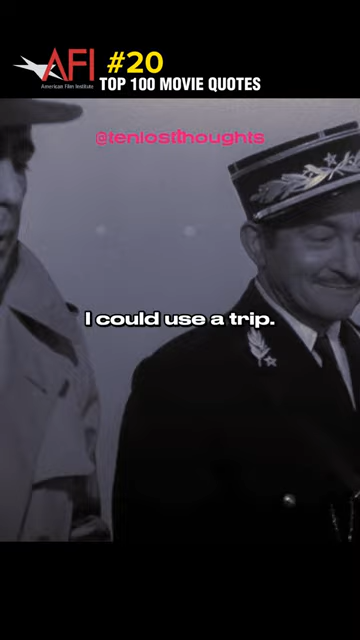 AFI #20
American Film Institute TOP 100 MOVIE QUOTES
@tenlostthoughts
I could use a trip.